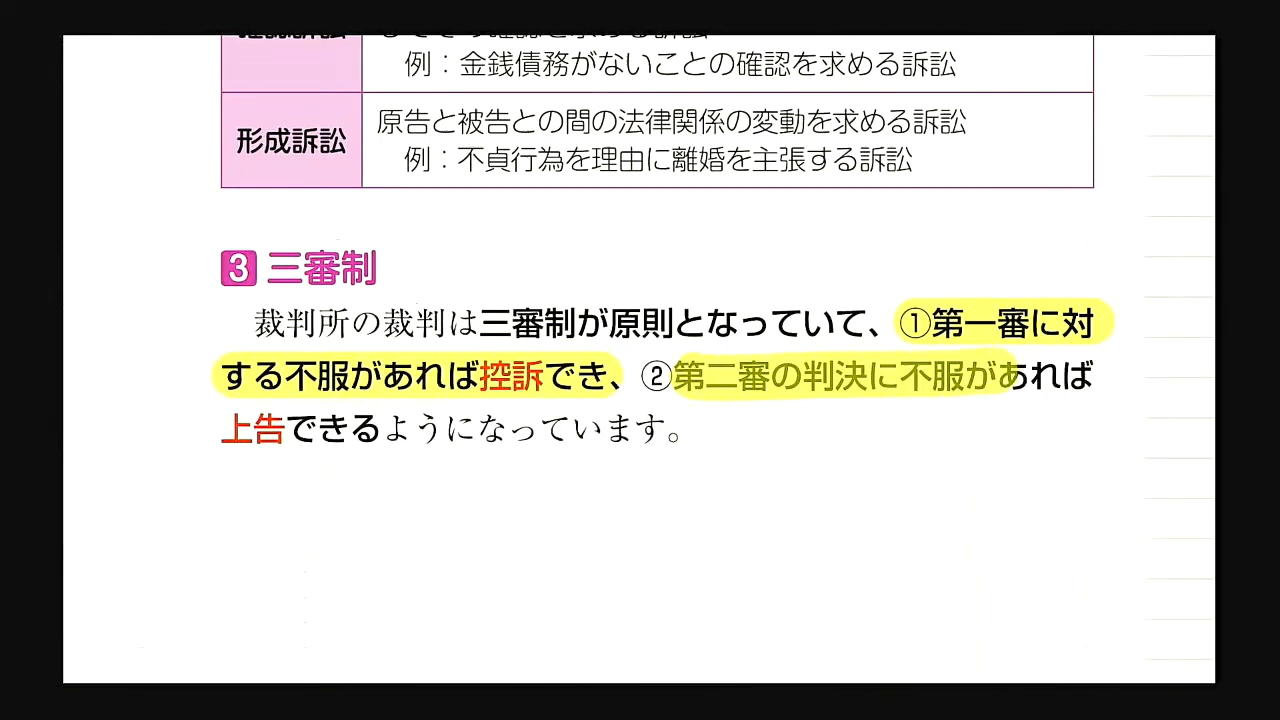 例：金銭債務がないことの確認を求める訴訟
形成訴訟
原告と被告との間の法律関係の変動を求める訴訟
例：不貞行為を理由に離婚を主張する訴訟
3 三審制
裁判所の裁判は三審制が原則となっていて、①第一審に対
する不服があれば控訴でき、②第二審の判決に不服があれば
上告できるようになっています。